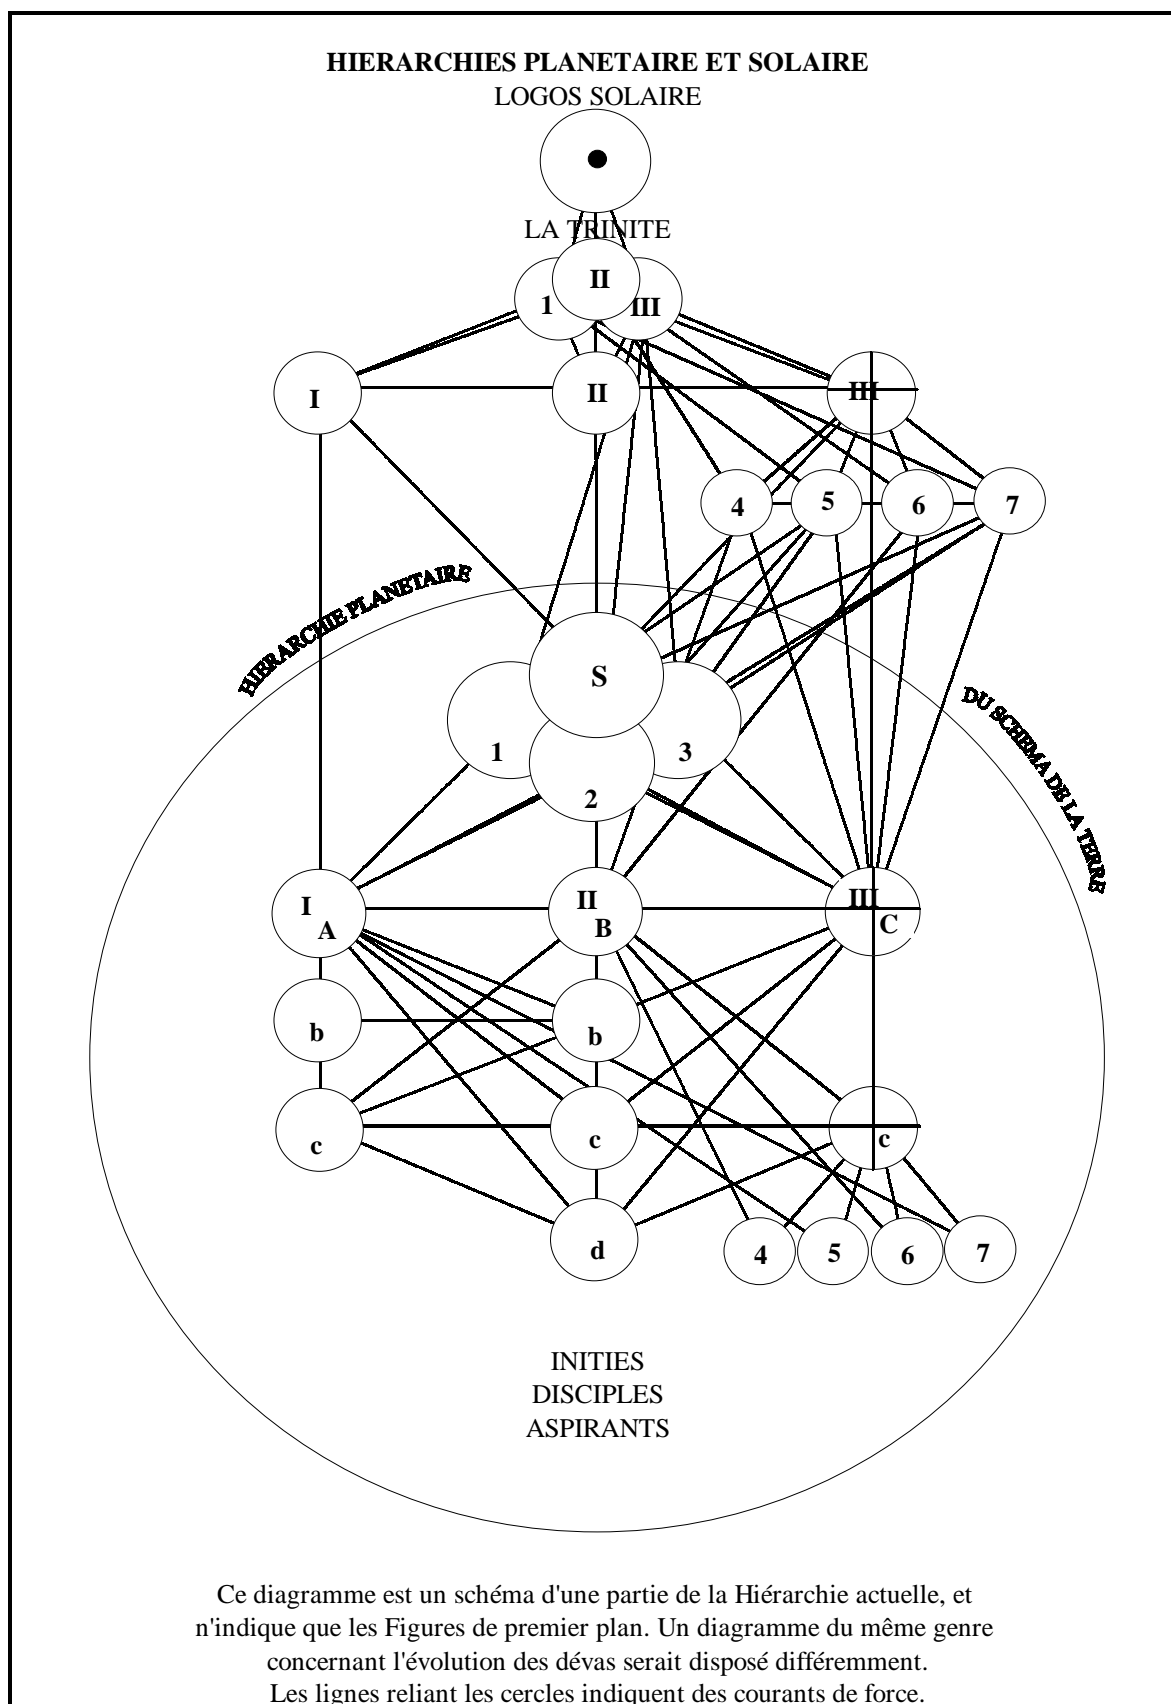 HIERARCHIES PLANETAIRE ET SOLAIRE
LOGOS SOLAIRE
LA TRINITE
1 II III
I II III
4 5 6 7
HIERARCHIE PLANETAIRE
DU SCHEMA DE LA TERRE
S
1 2 3
I A II B III C
b b
c c c
d 4 5 6 7
INITIES
DISCIPLES
ASPIRANTS
Ce diagramme est un schéma d'une partie de la Hiérarchie actuelle, et
n'indique que les Figures de premier plan. Un diagramme du même genre
concernant l'évolution des dévas serait disposé différemment.
Les lignes reliant les cercles indiquent des courants de force.